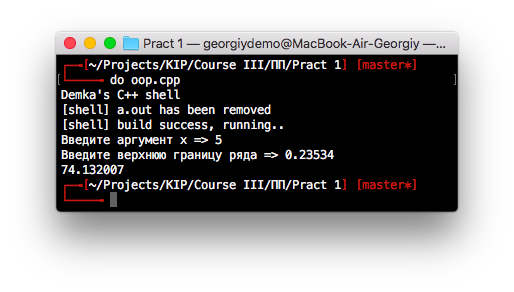 Pract 1 — georgiydemo@MacBook-Air-Georgiy —...
[~/Projects/KIP/Course III/ПП/Pract 1] [master*]
do oop.cpp
Demka's C++ shell
[shell] a.out has been removed
[shell] build success, running..
Введите аргумент x => 5
Введите верхнюю границу ряда => 0.23534
74.132007
[~/Projects/KIP/Course III/ПП/Pract 1] [master*]